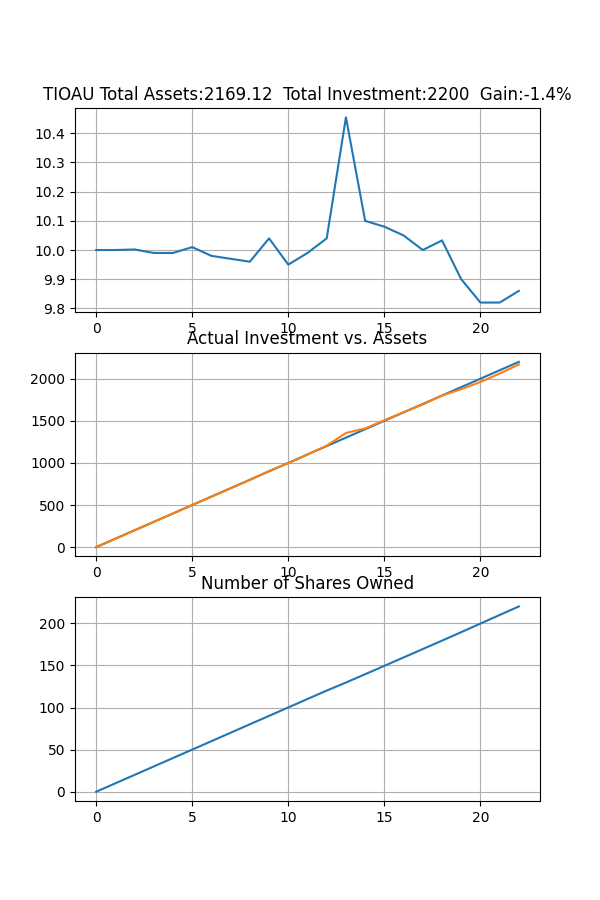 TIOAU Total Assets:2169.12  Total Investment:2200  Gain:-1.4%
10.4
10.3
10.2
10.1
10.0
9.9
9.8
0 5 10 15 20
Actual Investment vs. Assets
2000
1500
1000
500
0
0 5 10 15 20
Number of Shares Owned
200
150
100
50
0
0 5 10 15 20